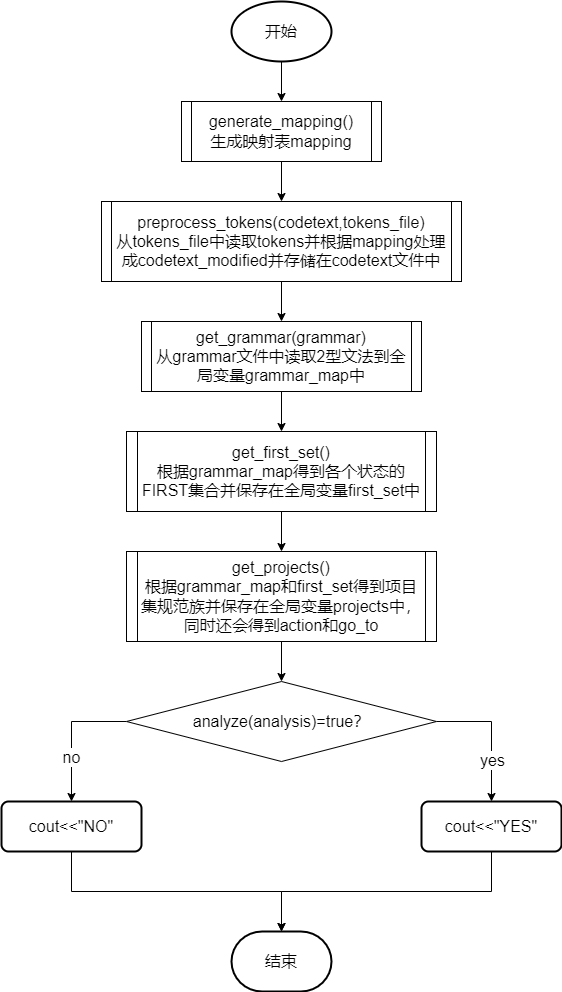 开始
generate_mapping()
生成映射表mapping
preprocess_tokens(codetext,tokens_file)
从tokens_file中读取tokens并根据mapping处理
成codetext_modified并存储在codetext文件中
get_grammar(grammar)
从grammar文件中读取2型文法到全
局变量grammar_map中
get_first_set()
根据grammar_map得到各个状态的
FIRST集合并保存在全局变量first_set中
get_projects()
根据grammar_map和first_set得到项目
集规范族并保存在全局变量projects中，
同时还会得到action和go_to
analyze(analysis)=true?
no
yes
cout<<"NO"
cout<<"YES"
结束